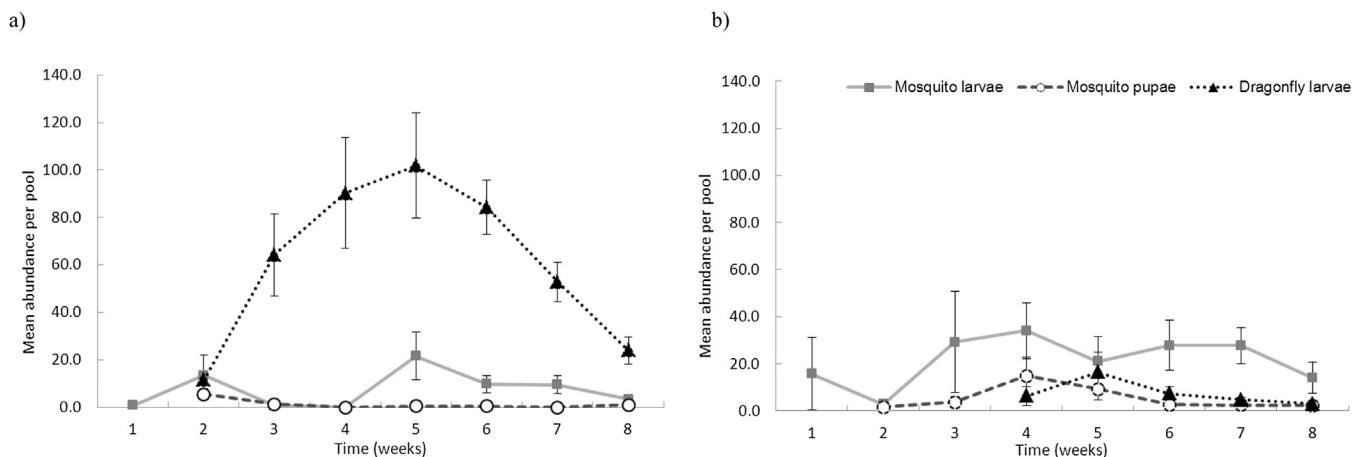 a)
Mean abundance per pool
140.0
120.0
100.0
80.0
60.0
40.0
20.0
0.0
1 2 3 4 5 6 7 8
Time (weeks)
b)
Mean abundance per pool
140.0
120.0
100.0
80.0
60.0
40.0
20.0
0.0
Mosquito larvae Mosquito pupae Dragonfly larvae
1 2 3 4 5 6 7 8
Time (weeks)